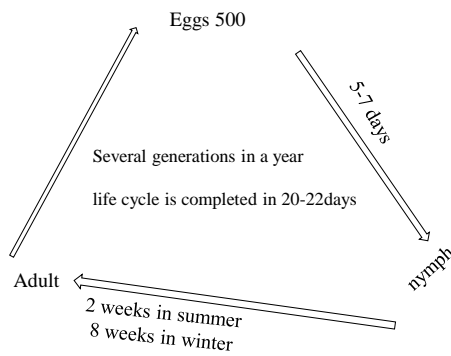 Eggs 500
5-7 days
Several generations in a year
life cycle is completed in 20-22days
nymph
Adult
2 weeks in summer
8 weeks in winter